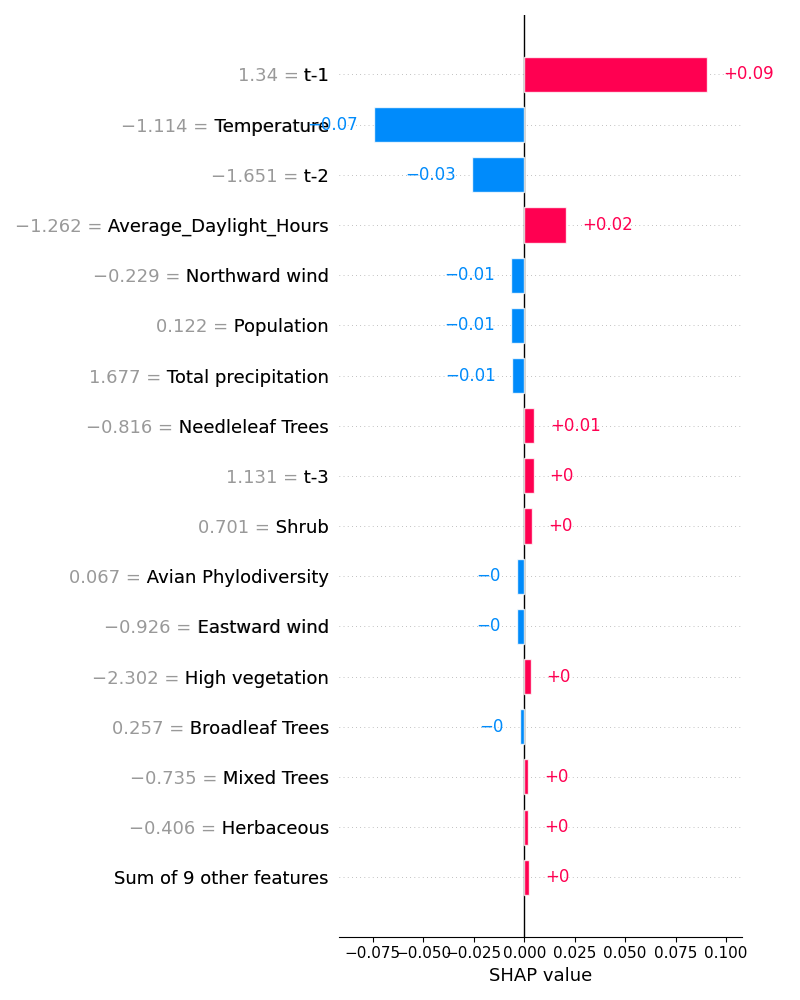 1.34 = t-1 +0.09
−1.114 = Temperature −0.07
−1.651 = t-2 −0.03
−1.262 = Average_Daylight_Hours +0.02
−0.229 = Northward wind −0.01
0.122 = Population −0.01
1.677 = Total precipitation −0.01
−0.816 = Needleleaf Trees +0.01
1.131 = t-3 +0
0.701 = Shrub +0
0.067 = Avian Phylodiversity −0
−0.926 = Eastward wind −0
−2.302 = High vegetation +0
0.257 = Broadleaf Trees −0
−0.735 = Mixed Trees +0
−0.406 = Herbaceous +0
Sum of 9 other features +0
−0.075 −0.050 −0.025 0.000 0.025 0.050 0.075 0.100
SHAP value